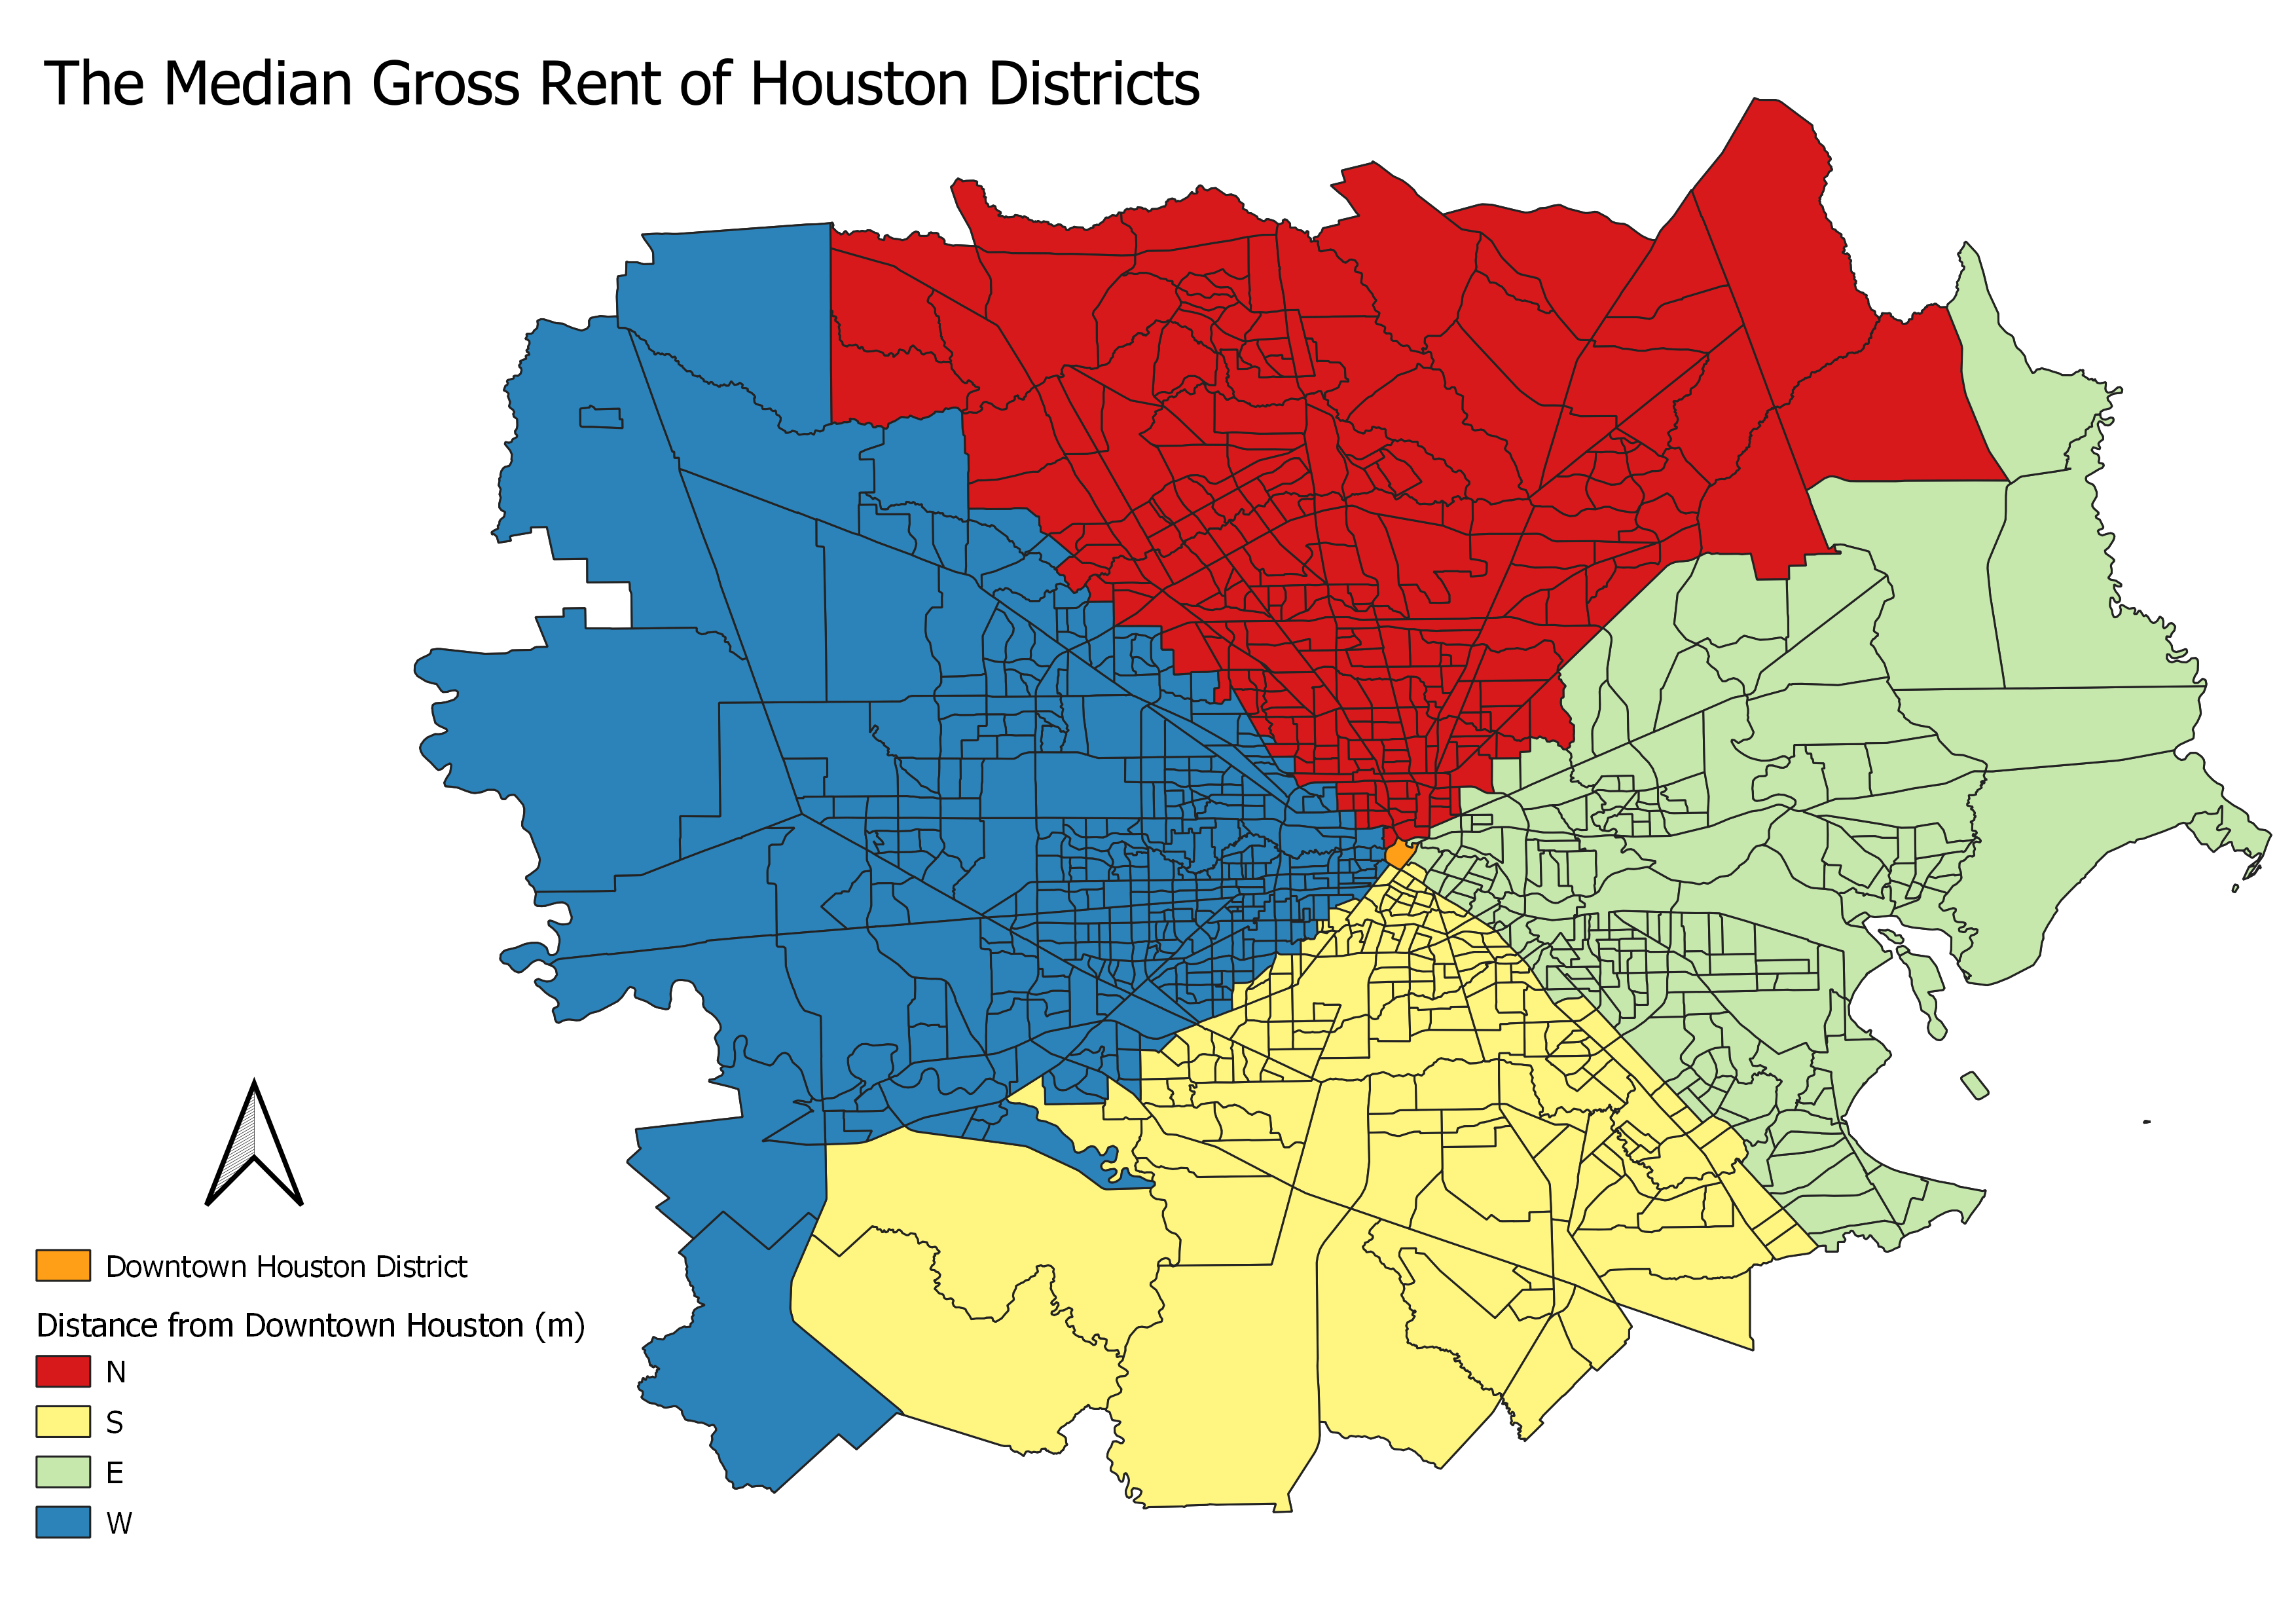 The Median Gross Rent of Houston Districts
Downtown Houston District
Distance from Downtown Houston (m)
N
S
E
W